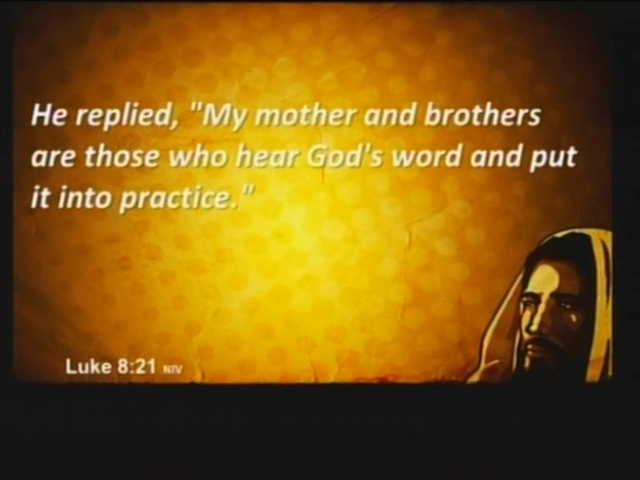 He replied, "My mother and brothers
are those who hear God's word and put
it into practice."
Luke 8:21 NIV